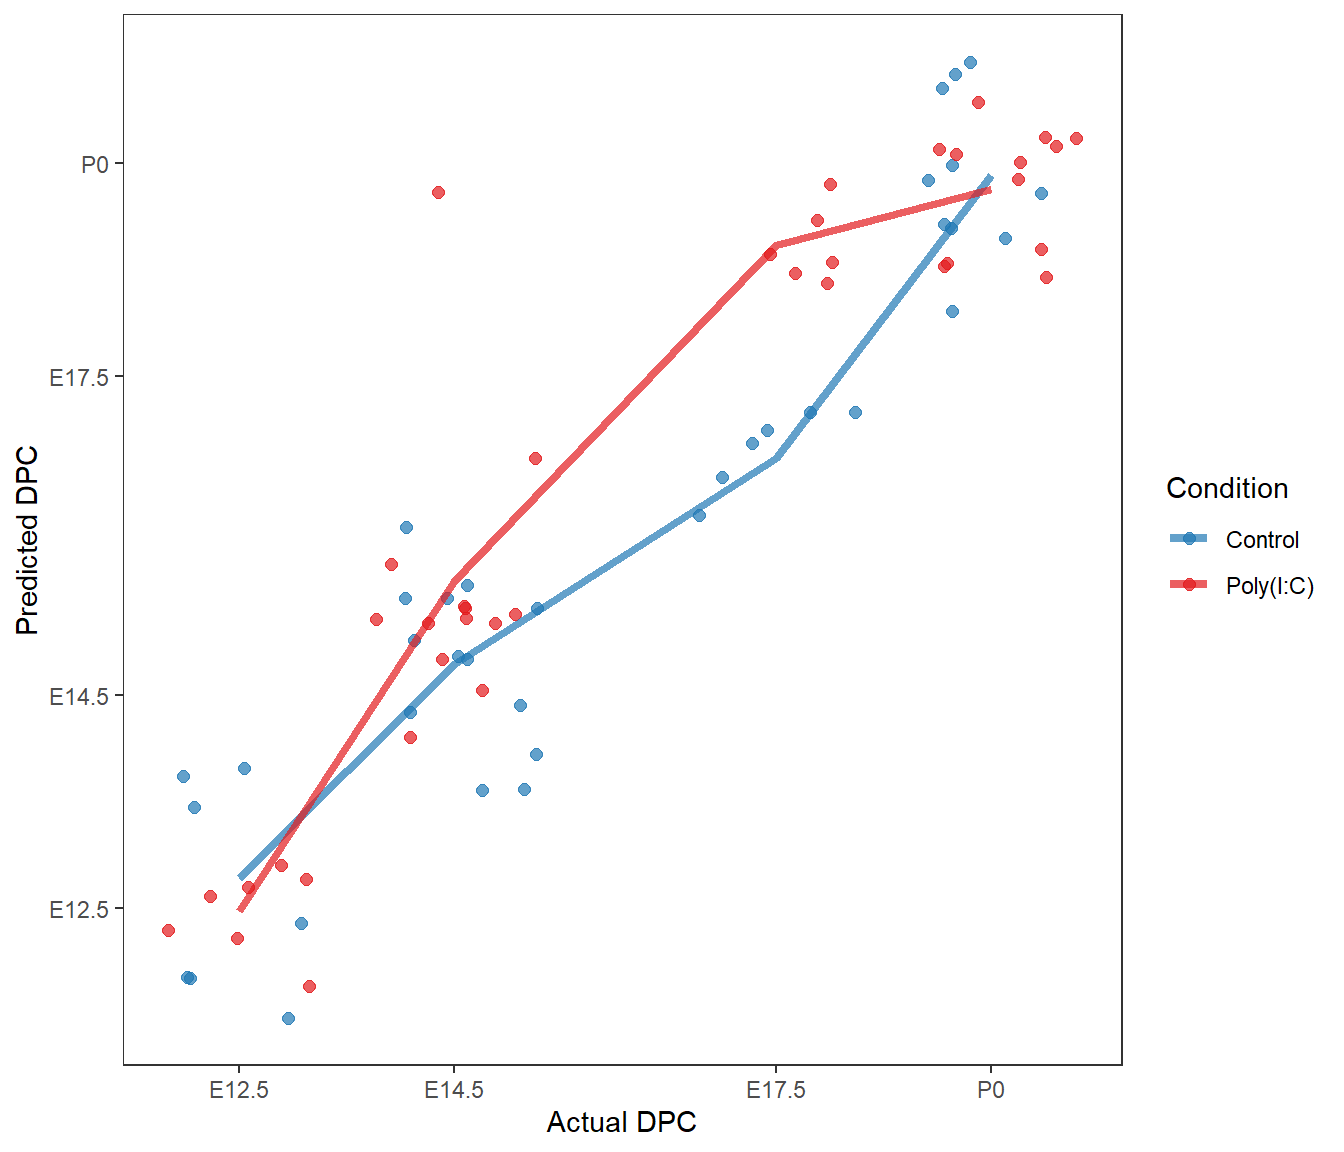 P0
E17.5
E14.5
E12.5
Predicted DPC
E12.5
E14.5
E17.5
P0
Actual DPC
Condition
Control
Poly(I:C)